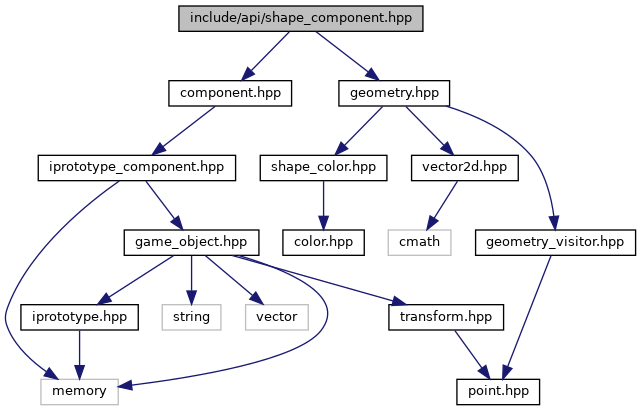 include/api/shape_component.hpp
component.hpp
geometry.hpp
iprototype_component.hpp
shape_color.hpp
vector2d.hpp
game_object.hpp
color.hpp
cmath
geometry_visitor.hpp
iprototype.hpp
string
vector
transform.hpp
memory
point.hpp